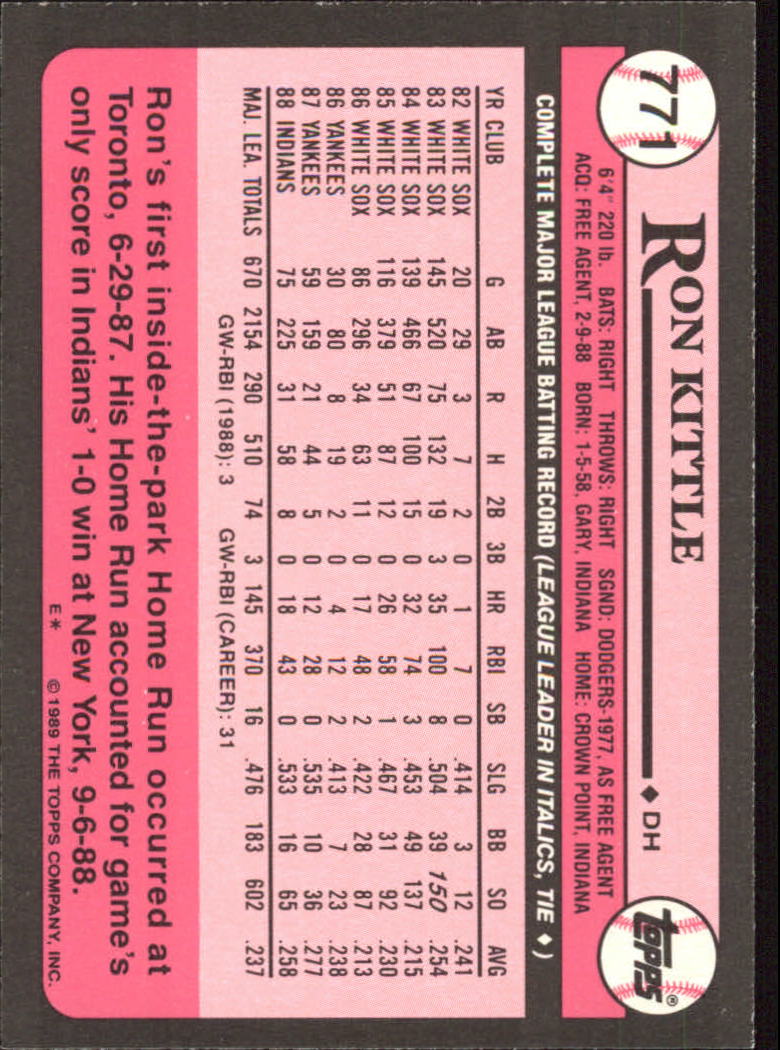 771
RON KITTLE ♦ DH
topps®
6'4" 220 lb. BATS: RIGHT THROWS: RIGHT SGND: DODGERS-1977, AS FREE AGENT
ACQ: FREE AGENT, 2-9-88 BORN: 1-5-58, GARY, INDIANA HOME: CROWN POINT, INDIANA
COMPLETE MAJOR LEAGUE BATTING RECORD (LEAGUE LEADER IN ITALICS, TIE ♦)
YR CLUB G AB R H 2B 3B HR RBI SB SLG BB SO AVG
82 WHITE SOX 20 29 3 7 2 0 1 7 0 .414 3 12 .241
83 WHITE SOX 145 520 75 132 19 3 35 100 8 .504 39 150 .254
84 WHITE SOX 139 466 67 100 15 0 32 74 3 .453 49 137 .215
85 WHITE SOX 116 379 51 87 12 0 26 58 1 .467 31 92 .230
86 WHITE SOX 86 296 34 63 11 0 17 48 2 .422 28 87 .213
86 YANKEES 30 80 8 19 2 0 4 12 2 .413 7 23 .238
87 YANKEES 59 159 21 44 5 0 12 28 0 .535 10 36 .277
88 INDIANS 75 225 31 58 8 0 18 43 0 .533 16 65 .258
MAJ. LEA. TOTALS 670 2154 290 510 74 3 145 370 16 .476 183 602 .237
GW-RBI (1988): 3 GW-RBI (CAREER): 31
Ron's first inside-the-park Home Run occurred at
Toronto, 6-29-87. His Home Run accounted for game's
only score in Indians' 1-0 win at New York, 9-6-88.
E* © 1989 THE TOPPS COMPANY, INC.